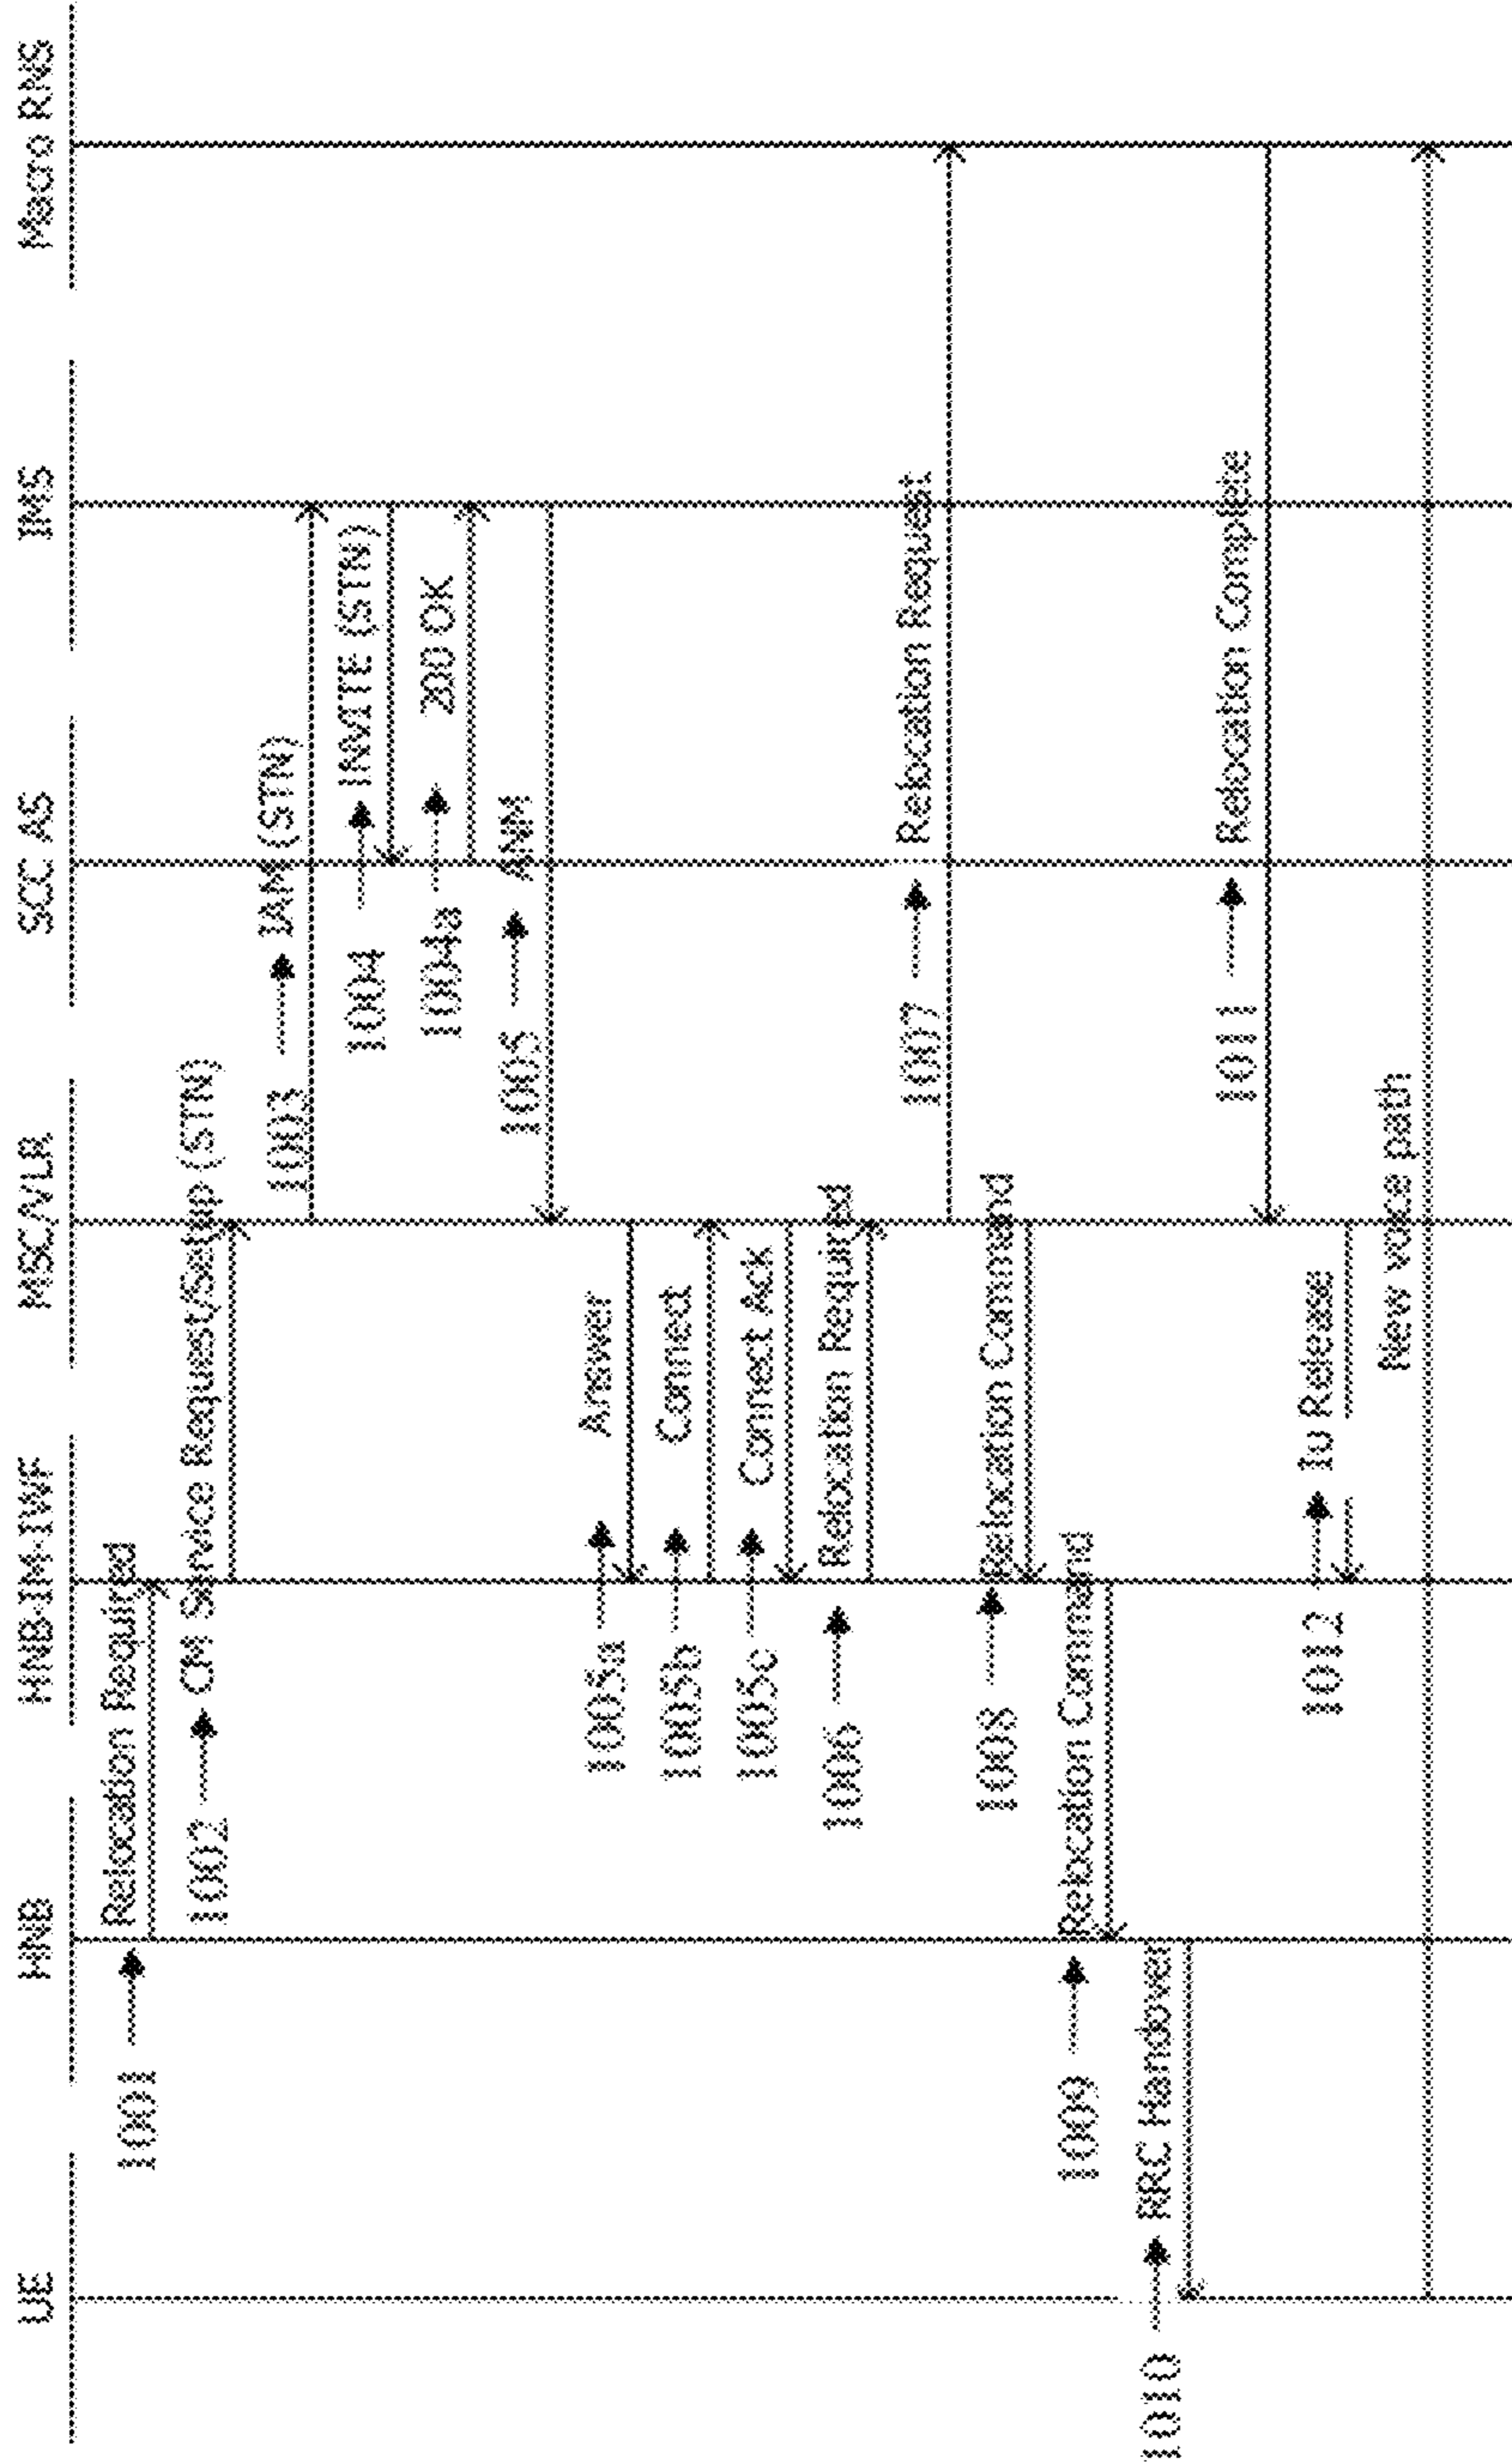 UE
HNB
HNB-IM-IWF
MSC/VLR
SCC AS
IMS
Macro RNS
1001
Relocation Required
1002
CM Service Request/Setup (STN)
1003
IAM (STN)
1004
INVITE (STN)
1004a
200 OK
1005
ANM
1005a
Answer
1005b
Connect
1005c
Connect Ack
1006
Relocation Required
1007
Relocation Request
1008
Relocation Command
1009
Relocation Command
1010
RRC Handover
1011
Relocation Complete
1012
Iu Release
New voice path